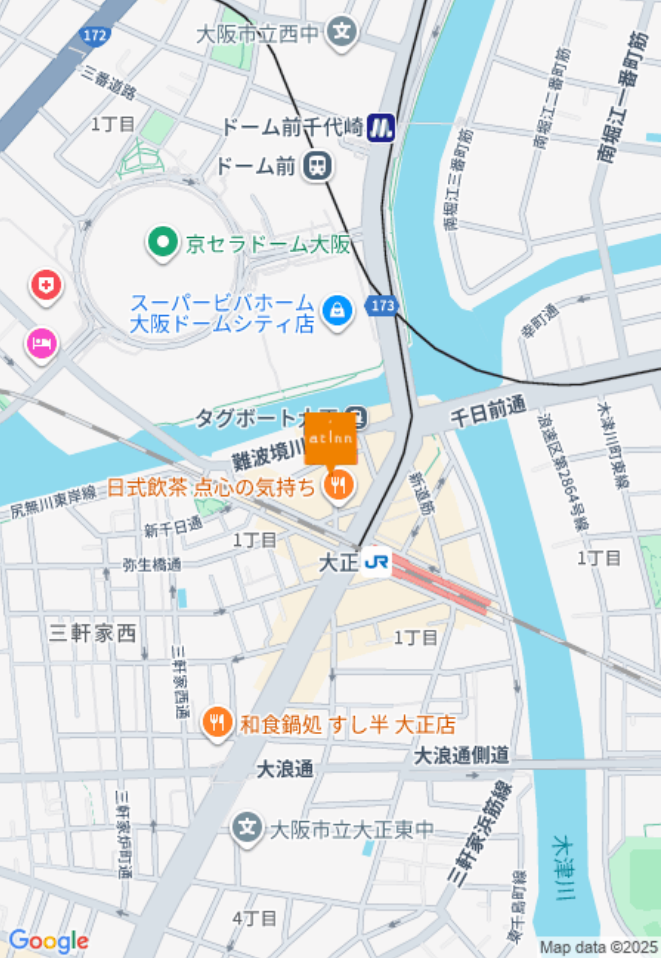 172
大阪市立西中
三番道路
1丁目
ドーム前千代崎
ドーム前
南堀江二番町筋
南堀江一番町筋
南堀江三番町筋
京セラドーム大阪
スーパービバホーム
大阪ドームシティ店
173
幸町通
タグボート大正
千日前通
木津川町東線
浪速区第2864号線
atinn
難波境川
日式飲茶 点心の気持ち
尻無川東岸線
新千日通
新道筋
1丁目
弥生橋通
大正
JR
1丁目
三軒家西
三軒家西通
1丁目
和食鍋処 すし半 大正店
大浪通
大浪通側道
三軒家浜筋線
三軒家炉町通
大阪市立大正東中
木津川
4丁目
Google
Map data ©2025